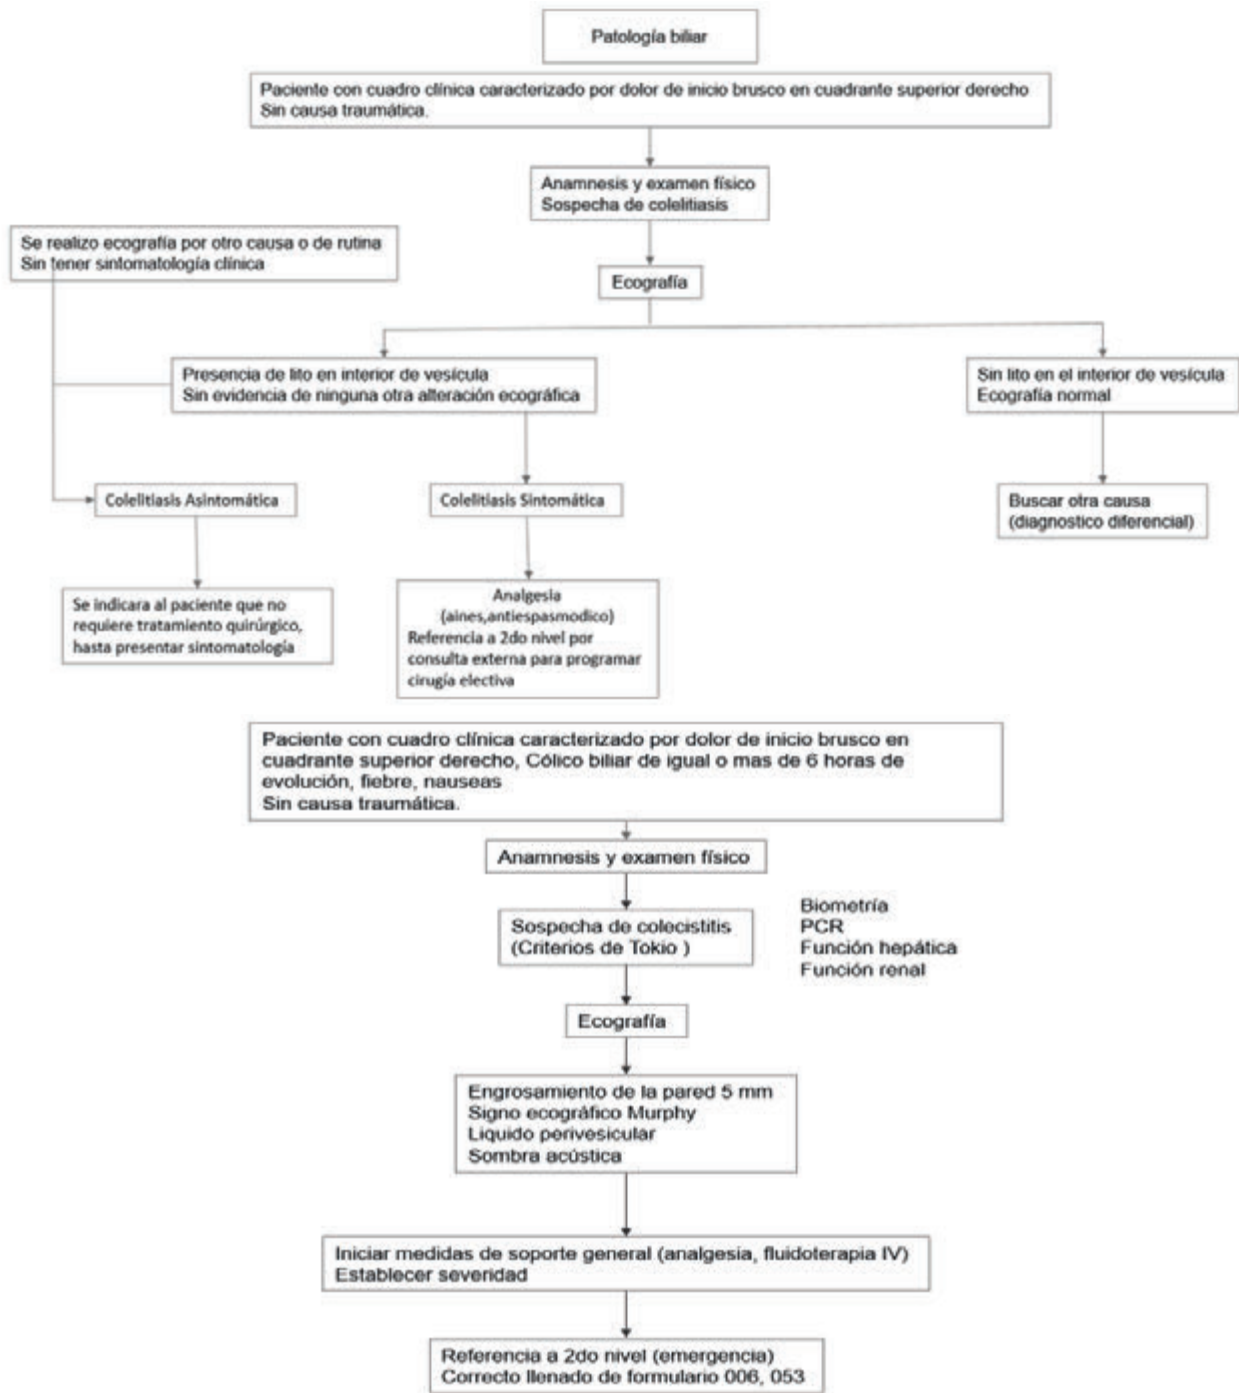 Patología biliar
Paciente con cuadro clínica caracterizado por dolor de inicio brusco en cuadrante superior derecho
Sin causa traumática.
Anamnesis y examen físico
Sospecha de colelitiasis
Se realizo ecografía por otro causa o de rutina
Sin tener sintomatología clínica
Ecografía
Presencia de lito en interior de vesícula
Sin evidencia de ninguna otra alteración ecográfica
Sin lito en el interior de vesícula
Ecografía normal
Colelitiasis Asintomática
Colelitiasis Sintomática
Buscar otra causa
(diagnostico diferencial)
Se indicara al paciente que no
requiere tratamiento quirúrgico,
hasta presentar sintomatología
Analgesia
(aines,antiespasmodico)
Referencia a 2do nivel por
consulta externa para programar
cirugía electiva
Paciente con cuadro clínica caracterizado por dolor de inicio brusco en
cuadrante superior derecho, Cólico biliar de igual o mas de 6 horas de
evolución, fiebre, nauseas
Sin causa traumática.
Anamnesis y examen físico
Sospecha de colecistitis
(Criterios de Tokio )
Biometría
PCR
Función hepática
Función renal
Ecografía
Engrosamiento de la pared 5 mm
Signo ecográfico Murphy
Liquido perivesicular
Sombra acústica
Iniciar medidas de soporte general (analgesia, fluidoterapia IV)
Establecer severidad
Referencia a 2do nivel (emergencia)
Correcto llenado de formulario 006, 053